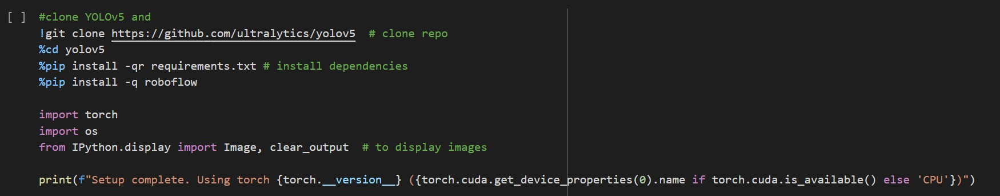 [ ] #clone YOLOv5 and
!git clone https://github.com/ultralytics/yolov5  # clone repo
%cd yolov5
%pip install -qr requirements.txt # install dependencies
%pip install -q roboflow
import torch
import os
from IPython.display import Image, clear_output  # to display images
print(f"Setup complete. Using torch {torch.__version__} ({torch.cuda.get_device_properties(0).name if torch.cuda.is_available() else 'CPU'})")